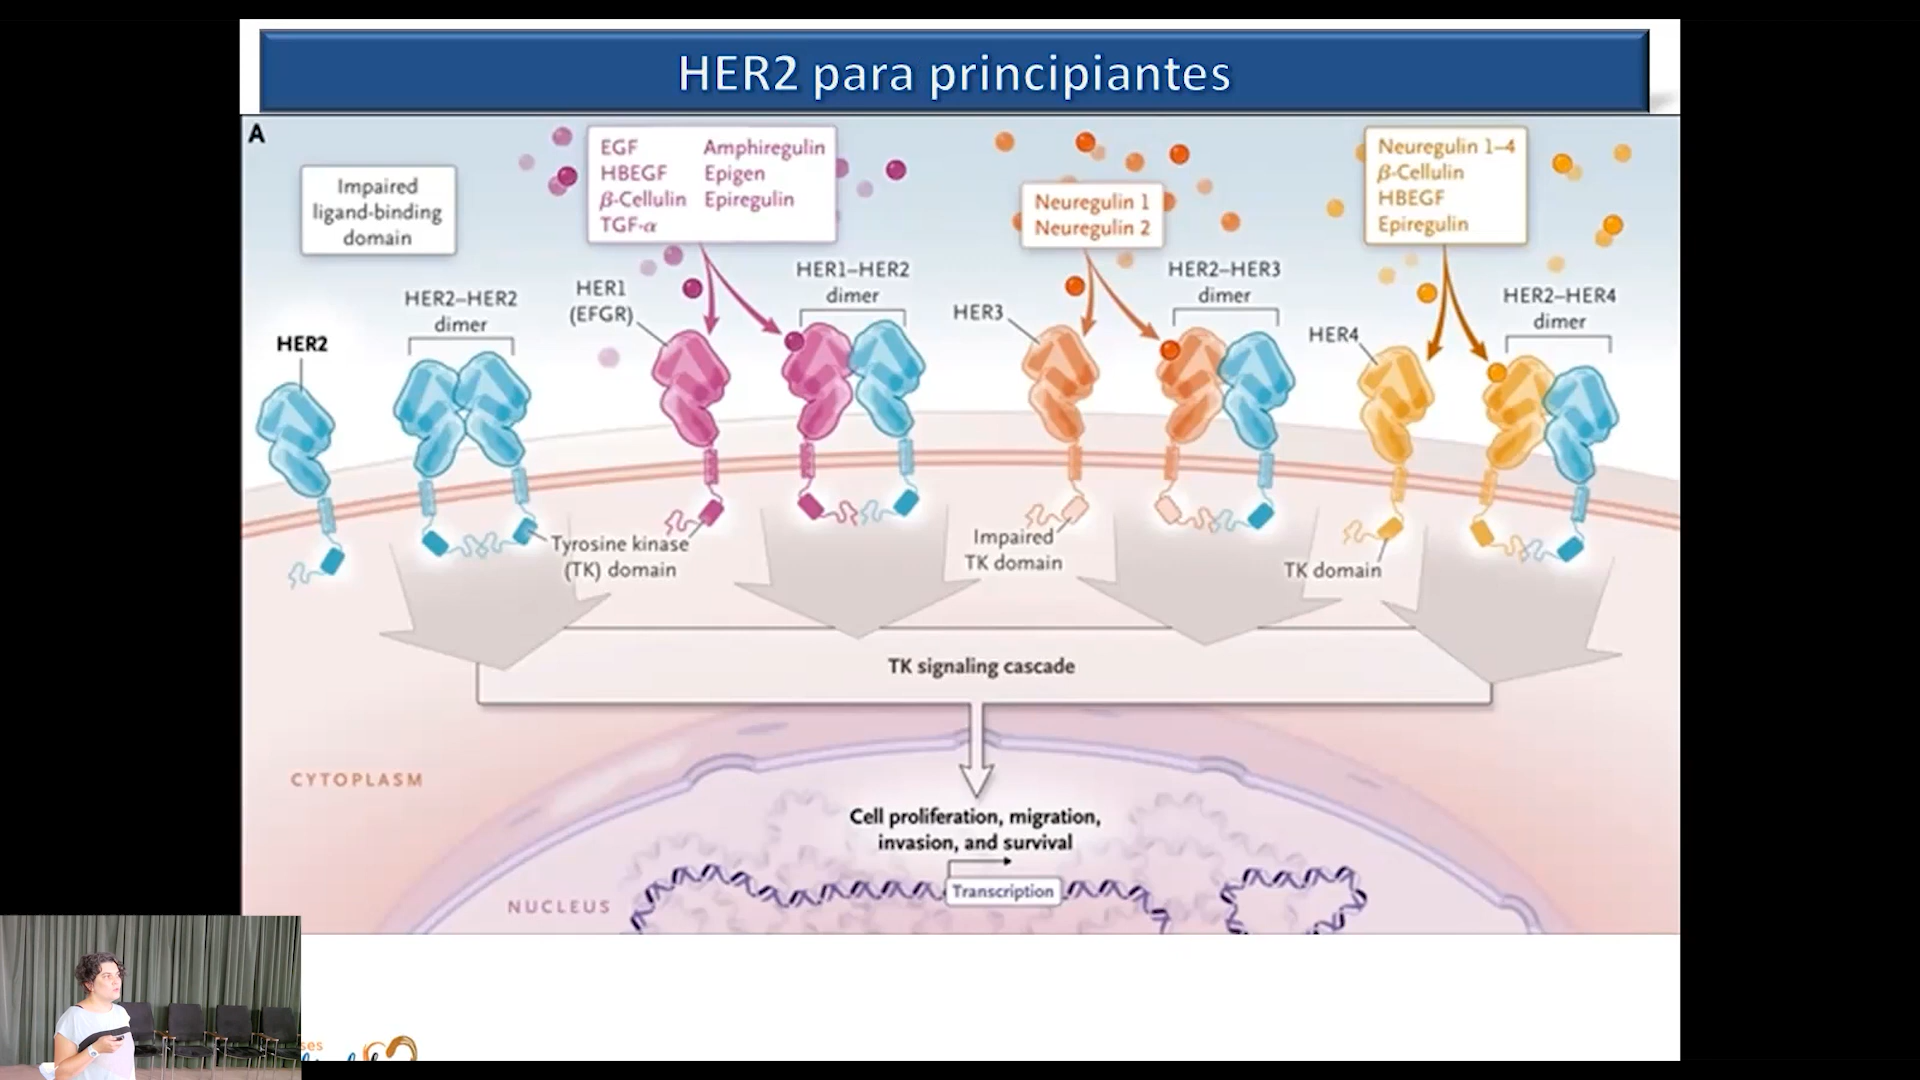 HER2 para principiantes
A
Impaired
ligand-binding
domain
EGF
HBEGF
β-Cellulin
TGF-α
Amphiregulin
Epigen
Epiregulin
Neuregulin 1
Neuregulin 2
Neuregulin 1–4
β-Cellulin
HBEGF
Epiregulin
HER2
HER2–HER2
dimer
HER1
(EFGR)
HER1–HER2
dimer
HER3
HER2–HER3
dimer
HER4
HER2–HER4
dimer
Tyrosine kinase
(TK) domain
Impaired
TK domain
TK domain
TK signaling cascade
CYTOPLASM
Cell proliferation, migration,
invasion, and survival
Transcription
NUCLEUS